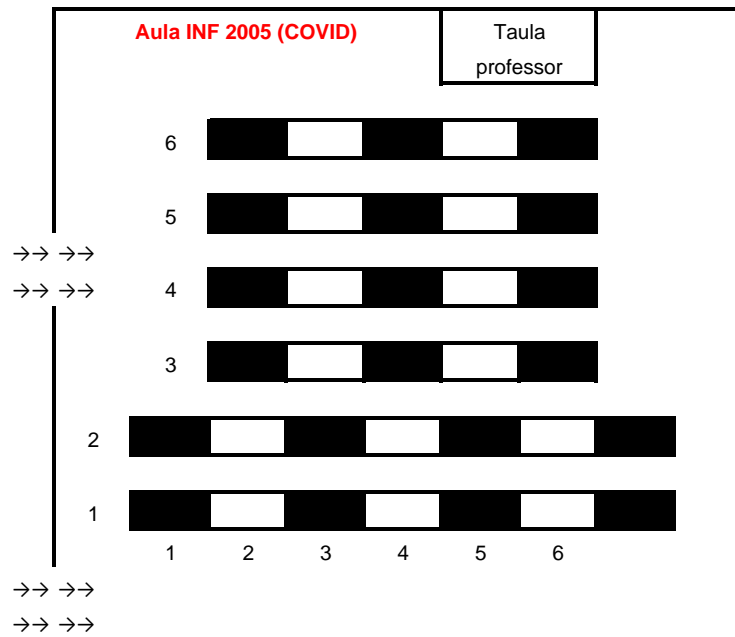 Aula INF 2005 (COVID)
Taula
professor
6
5
→→ →→
→→ →→
4
3
2
1
1 2 3 4 5 6
→→ →→
→→ →→